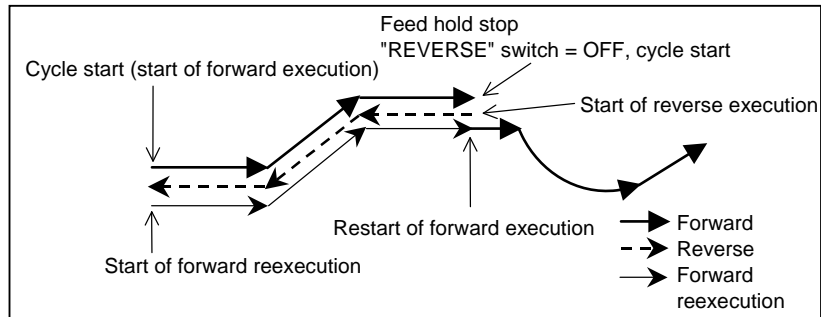 Feed hold stop
"REVERSE" switch = OFF, cycle start
Cycle start (start of forward execution)
Start of reverse execution
Restart of forward execution
Start of forward reexecution
Forward
Reverse
Forward
reexecution